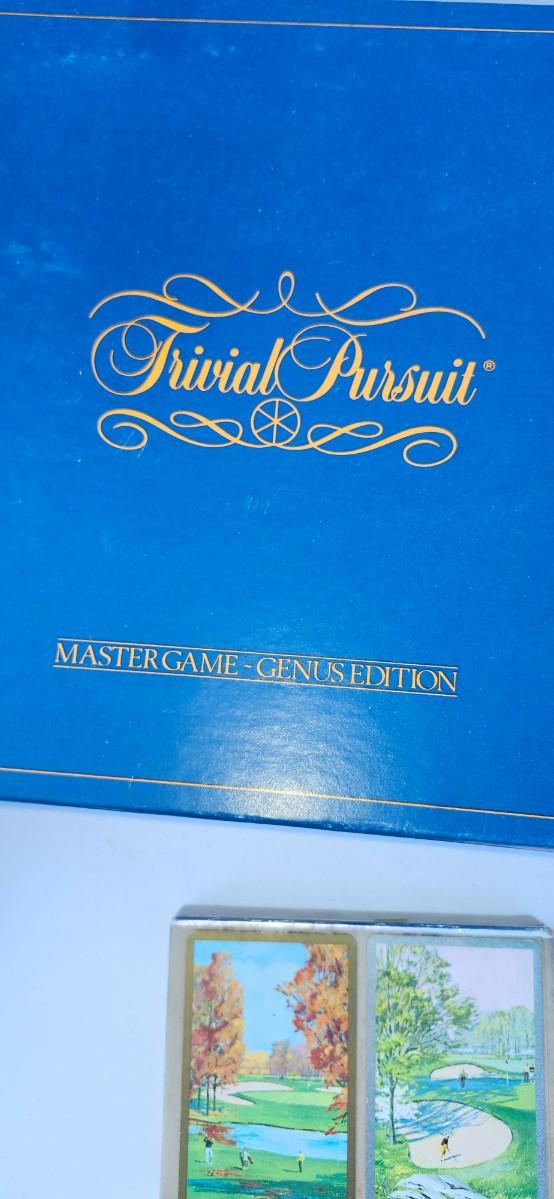 Trivial Pursuit®
MASTER GAME - GENUS EDITION